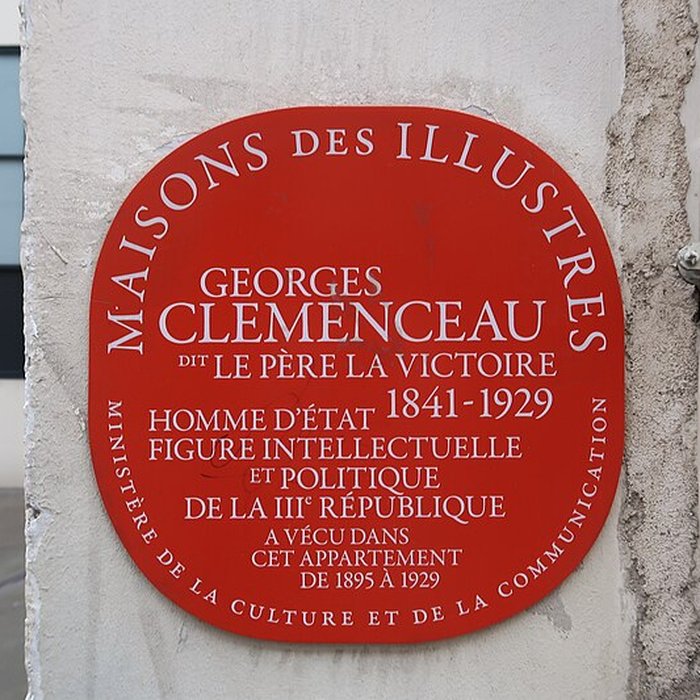 MAISONS DES ILLUSTRES
GEORGES
CLEMENCEAU
DIT LE PÈRE LA VICTOIRE
1841-1929
HOMME D'ÉTAT
FIGURE INTELLECTUELLE
ET POLITIQUE
DE LA IIIe RÉPUBLIQUE
A VÉCU DANS
CET APPARTEMENT
DE 1895 À 1929
MINISTÈRE DE LA CULTURE ET DE LA COMMUNICATION